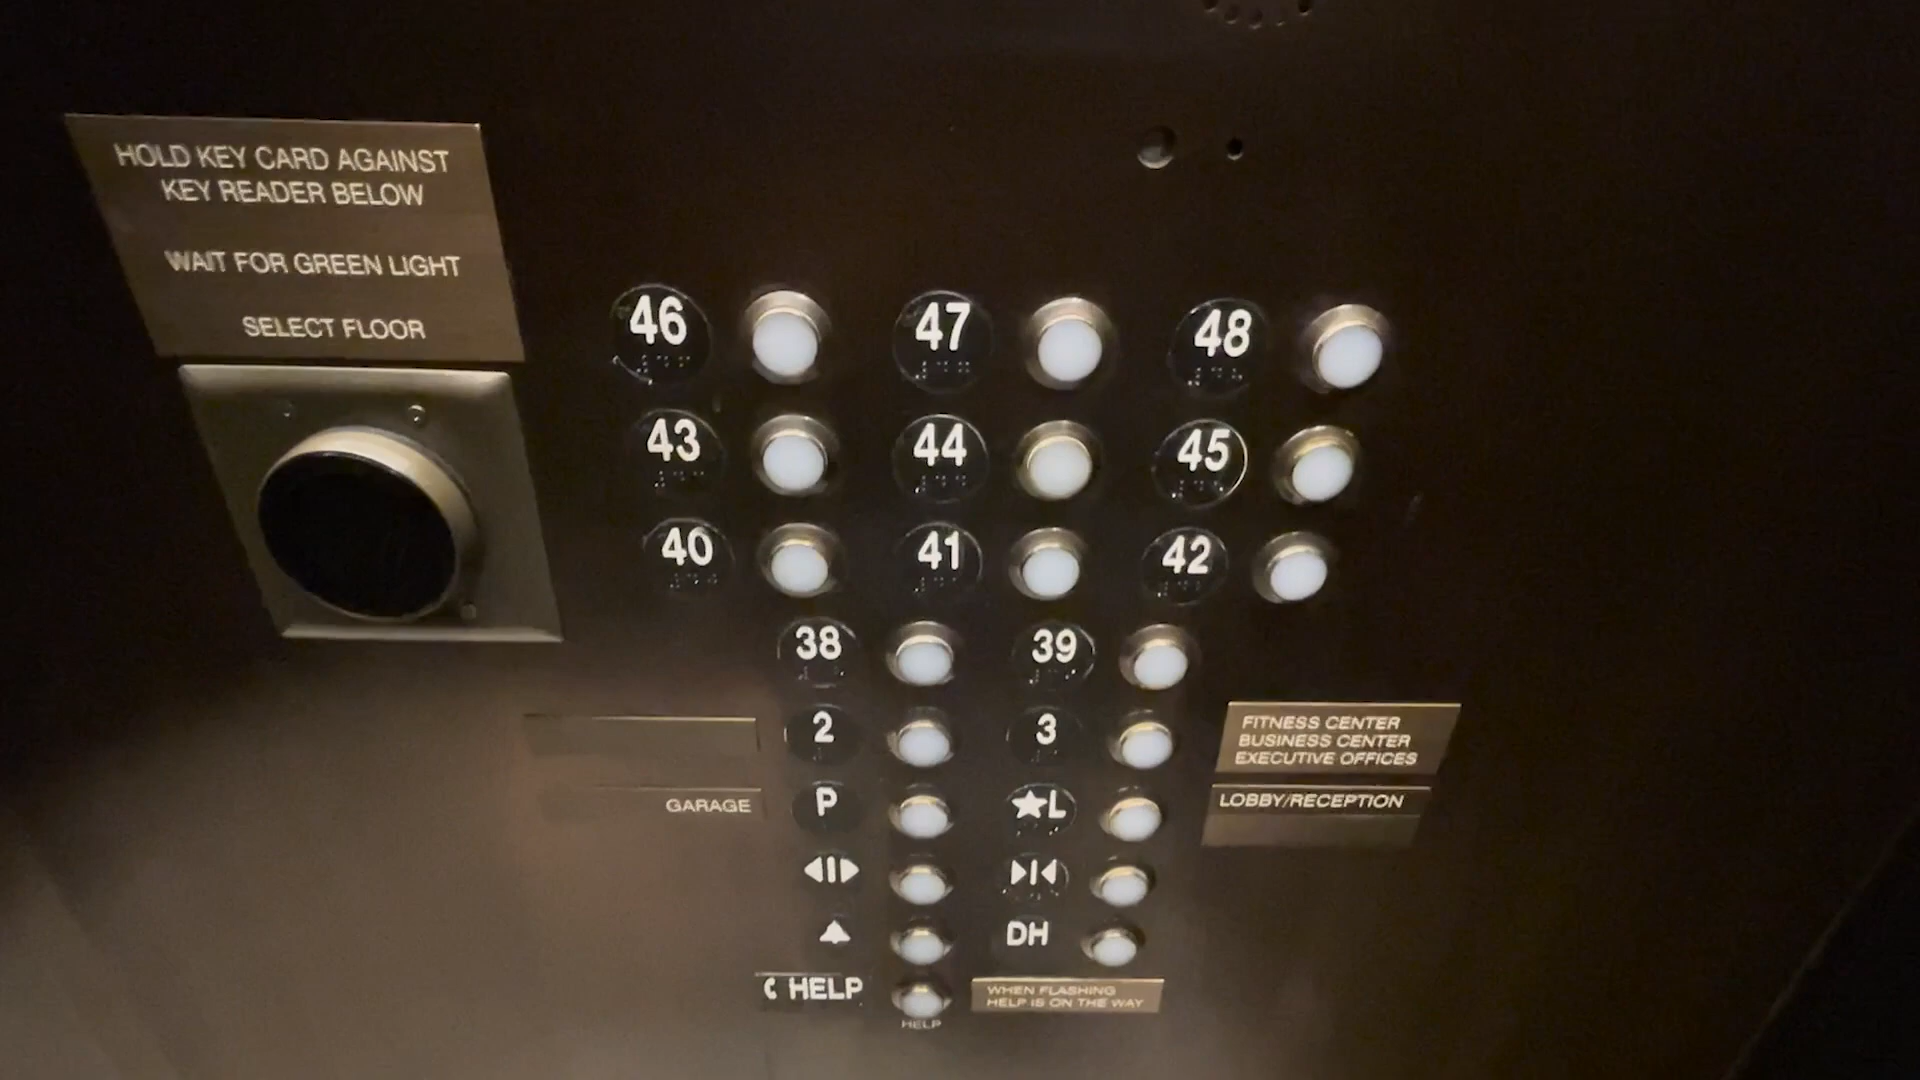 HOLD KEY CARD AGAINST
KEY READER BELOW
WAIT FOR GREEN LIGHT
SELECT FLOOR
46 47 48
43 44 45
40 41 42
38 39
2 3
FITNESS CENTER
BUSINESS CENTER
EXECUTIVE OFFICES
GARAGE P ★L LOBBY/RECEPTION
DH
HELP
WHEN FLASHING
HELP IS ON THE WAY
HELP